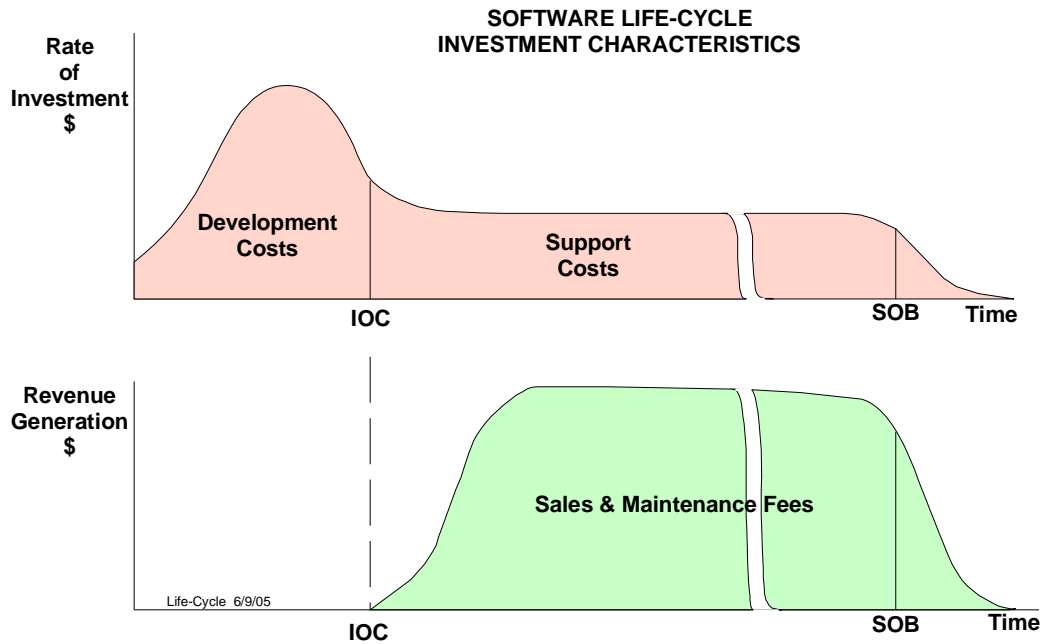 SOFTWARE LIFE-CYCLE
INVESTMENT CHARACTERISTICS
Rate
of
Investment
$
Development
Costs
Support
Costs
IOC
SOB
Time
Revenue
Generation
$
Sales & Maintenance Fees
Life-Cycle 6/9/05
IOC
SOB
Time